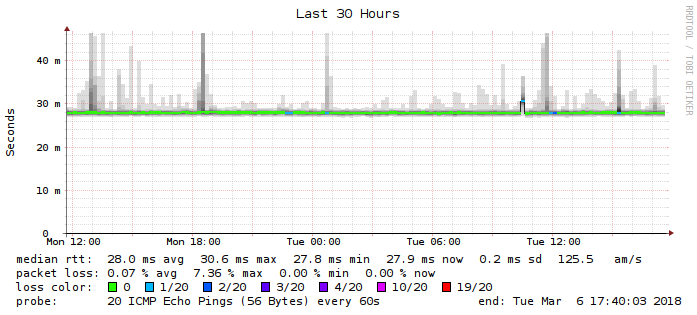 Last 30 Hours
RRDTOOL / TOBI OETIKER
Seconds
40 m
30 m
20 m
10 m
0
Mon 12:00 Mon 18:00 Tue 00:00 Tue 06:00 Tue 12:00
median rtt: 28.0 ms avg 30.6 ms max 27.8 ms min 27.9 ms now 0.2 ms sd 125.5 am/s
packet loss: 0.07 % avg 7.36 % max 0.00 % min 0.00 % now
loss color: 0 1/20 2/20 3/20 4/20 10/20 19/20
probe: 20 ICMP Echo Pings (56 Bytes) every 60s end: Tue Mar 6 17:40:03 2018